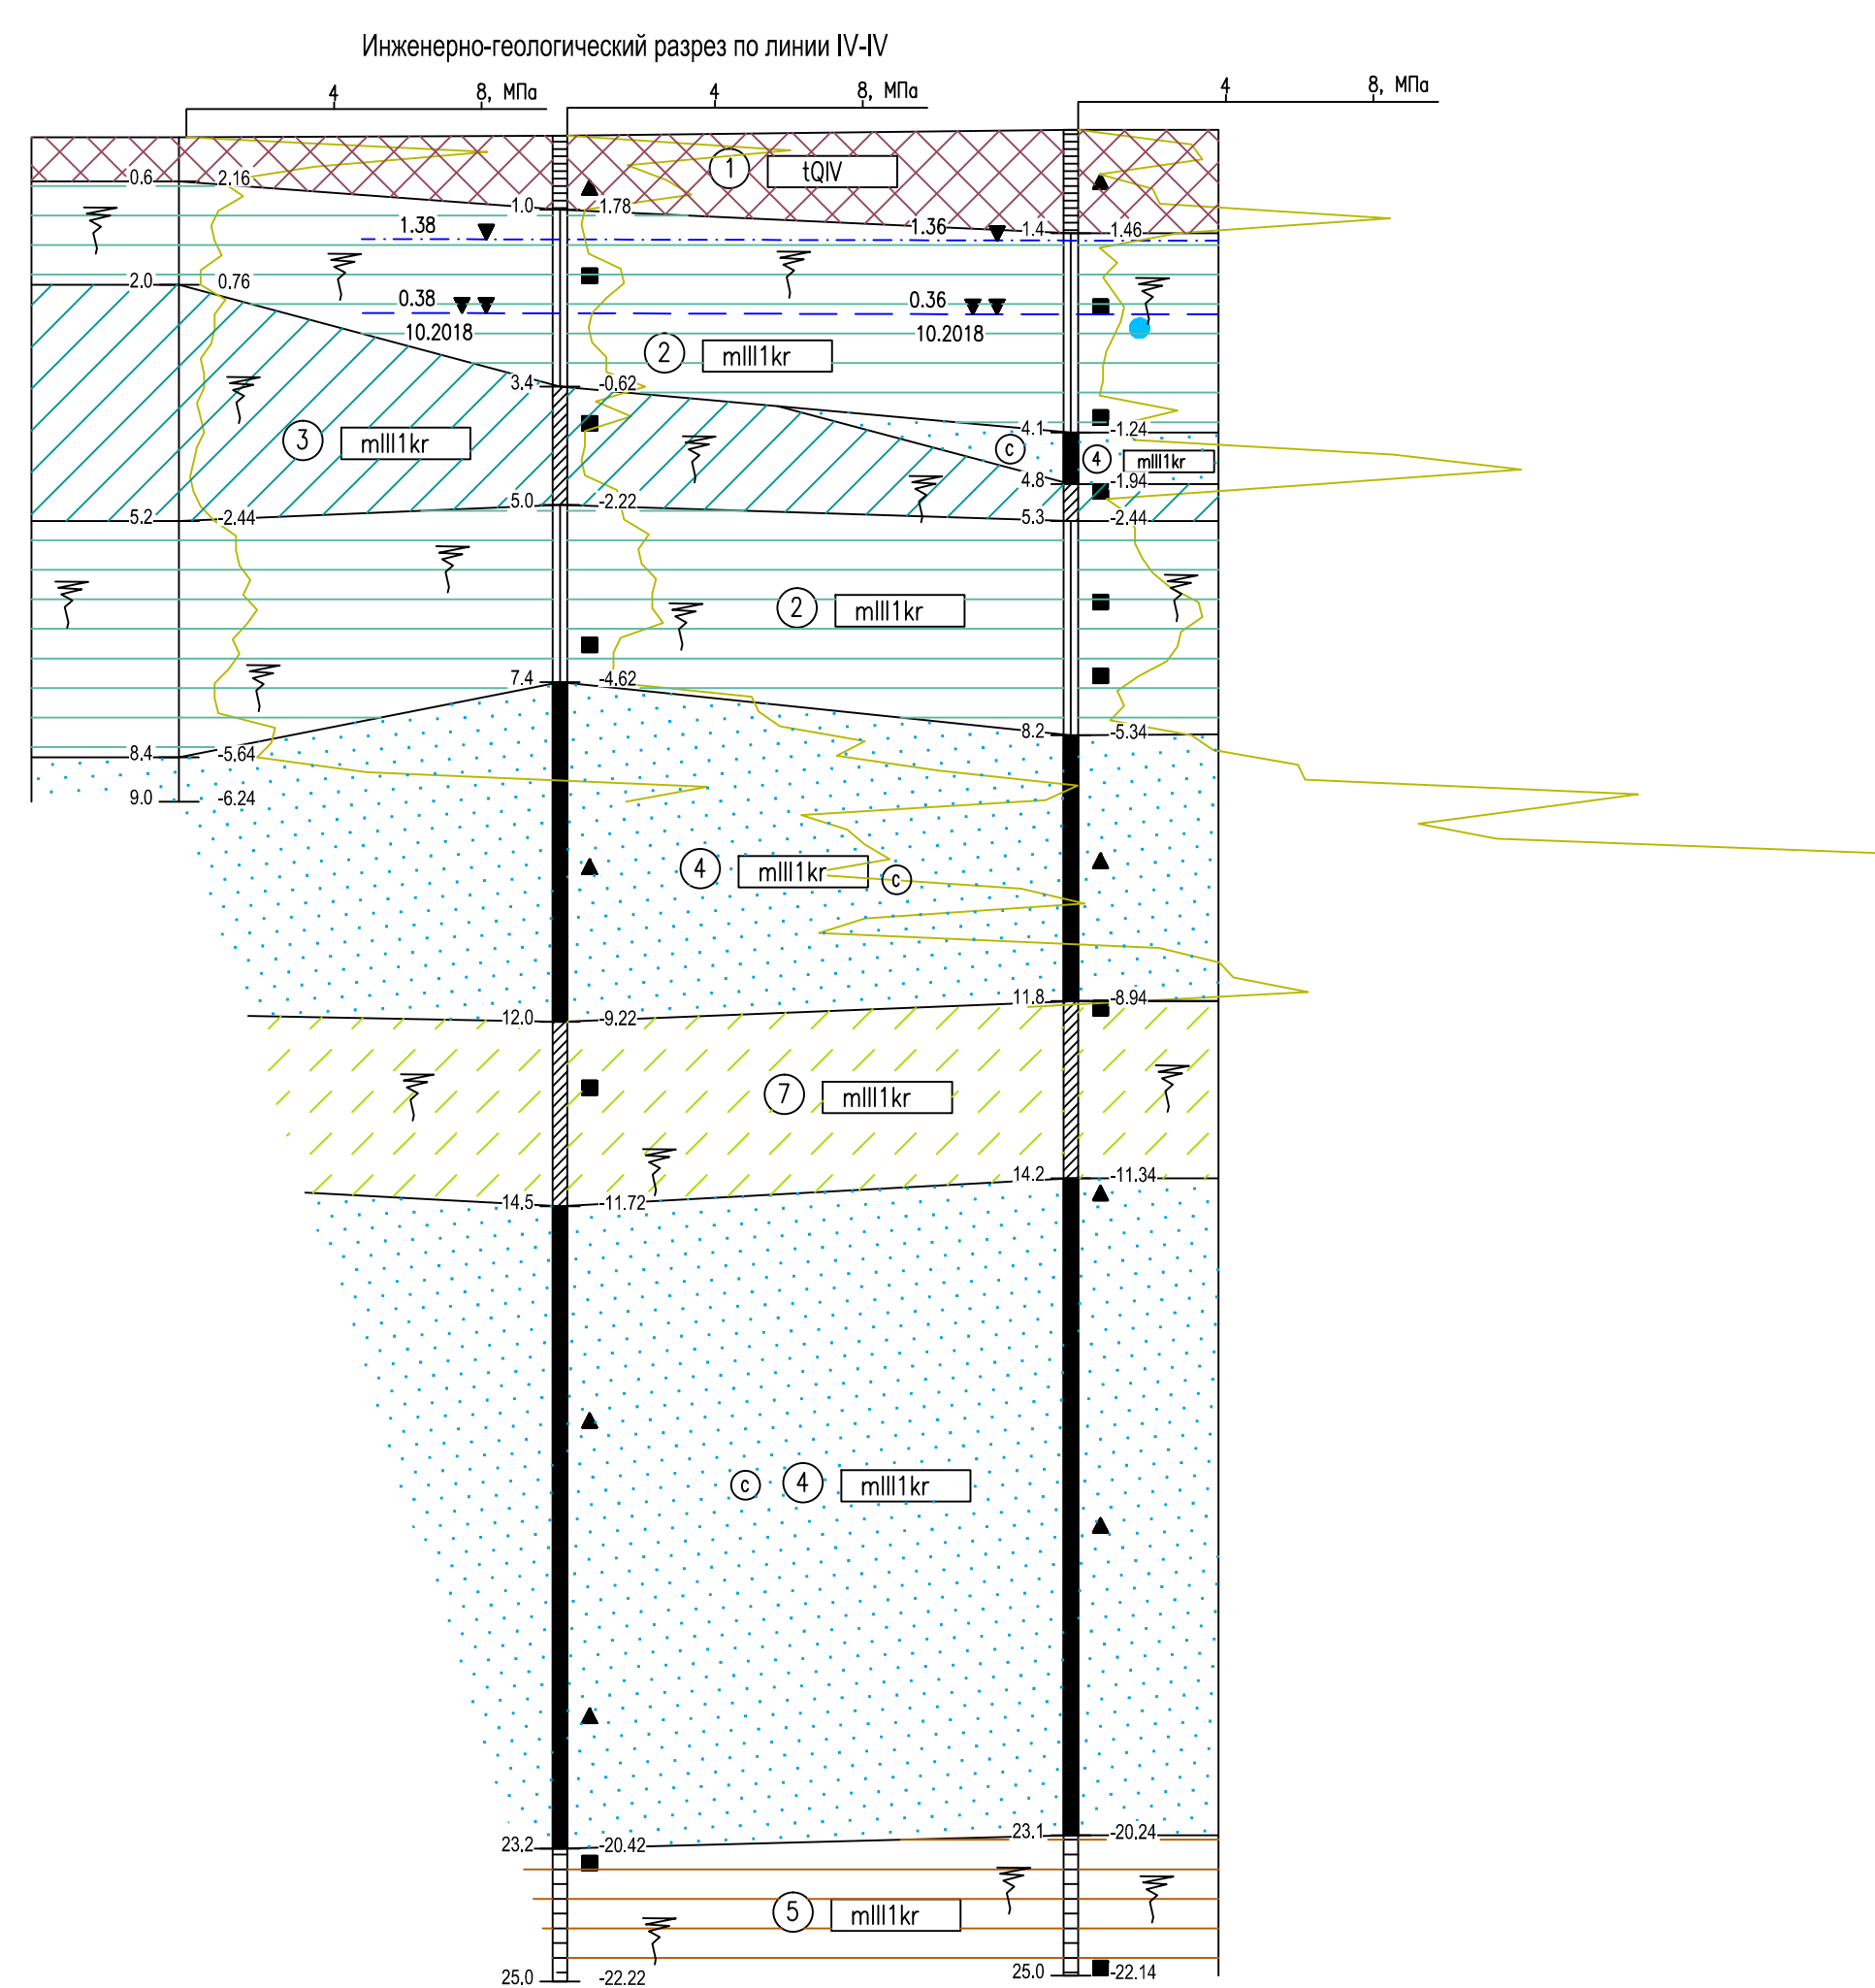 Инженерно-геологический разрез по линии IV-IV
4 8, МПа 4 8, МПа 4 8, МПа
1 tQIV
0.6 2.16
1.0 1.78
1.38 1.36 1.4 1.46
2.0 0.76
0.38 0.36
10.2018 10.2018
2 mIII1kr
3.4 -0.62
4.1 -1.24
3 mIII1kr
с 4 mIII1kr
4.8 -1.94
5.0 -2.22
5.2 -2.44 5.3 -2.44
2 mIII1kr
7.4 -4.62
8.2 -5.34
8.4 -5.64
9.0 -6.24
4 mIII1kr с
11.8 -8.94
12.0 -9.22
7 mIII1kr
14.2 -11.34
14.5 -11.72
с 4 mIII1kr
23.1 -20.24
23.2 -20.42
5 mIII1kr
25.0 -22.22 25.0 -22.14